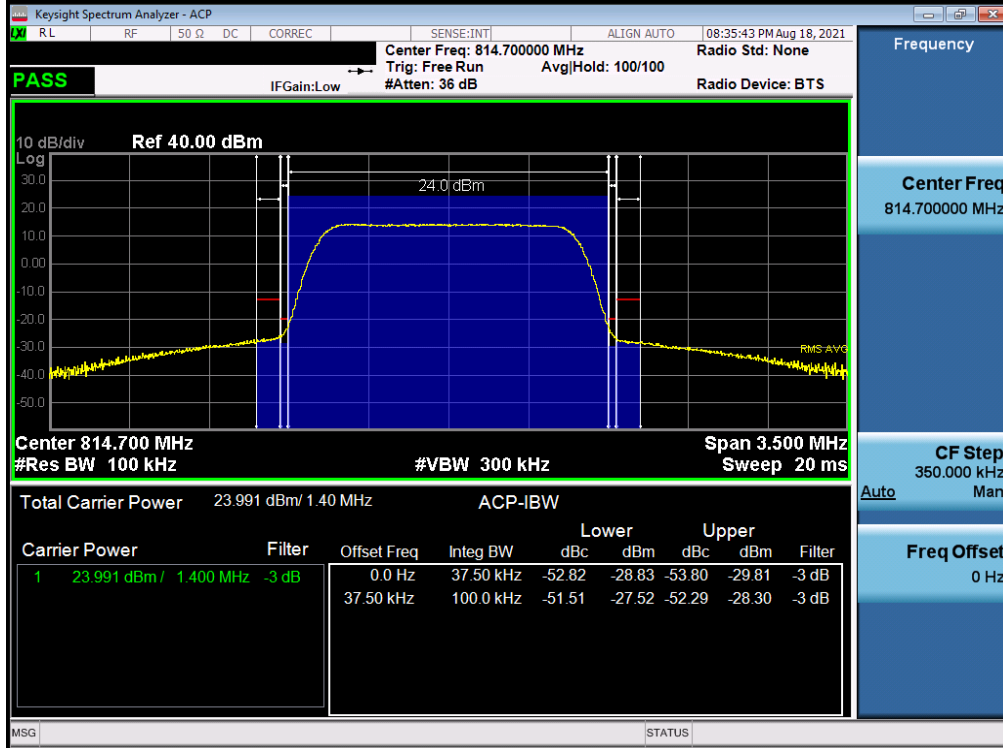 Keysight Spectrum Analyzer - ACP
LXI RL RF 50 Ω DC CORREC SENSE:INT ALIGN AUTO 08:35:43 PM Aug 18, 2021
Center Freq: 814.700000 MHz Radio Std: None
Trig: Free Run Avg|Hold: 100/100
PASS IFGain:Low #Atten: 36 dB Radio Device: BTS
10 dB/div Ref 40.00 dBm
Log
30.0
24.0 dBm
20.0
10.0
0.00
-10.0
-20.0
-30.0
RMS AVG
-40.0
-50.0
Center 814.700 MHz Span 3.500 MHz
#Res BW 100 kHz #VBW 300 kHz Sweep 20 ms
Total Carrier Power 23.991 dBm/ 1.40 MHz ACP-IBW
Lower Upper
Carrier Power Filter Offset Freq Integ BW dBc dBm dBc dBm Filter
1 23.991 dBm / 1.400 MHz -3 dB 0.0 Hz 37.50 kHz -52.82 -28.83 -53.80 -29.81 -3 dB
37.50 kHz 100.0 kHz -51.51 -27.52 -52.29 -28.30 -3 dB
MSG STATUS
Frequency
Center Freq
814.700000 MHz
CF Step
350.000 kHz
Auto Man
Freq Offset
0 Hz